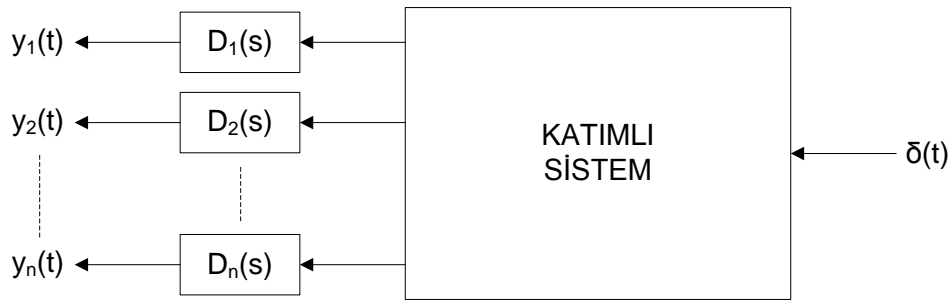 y₁(t)
D₁(s)
y₂(t)
D₂(s)
KATIMLI
SİSTEM
δ(t)
yₙ(t)
Dₙ(s)